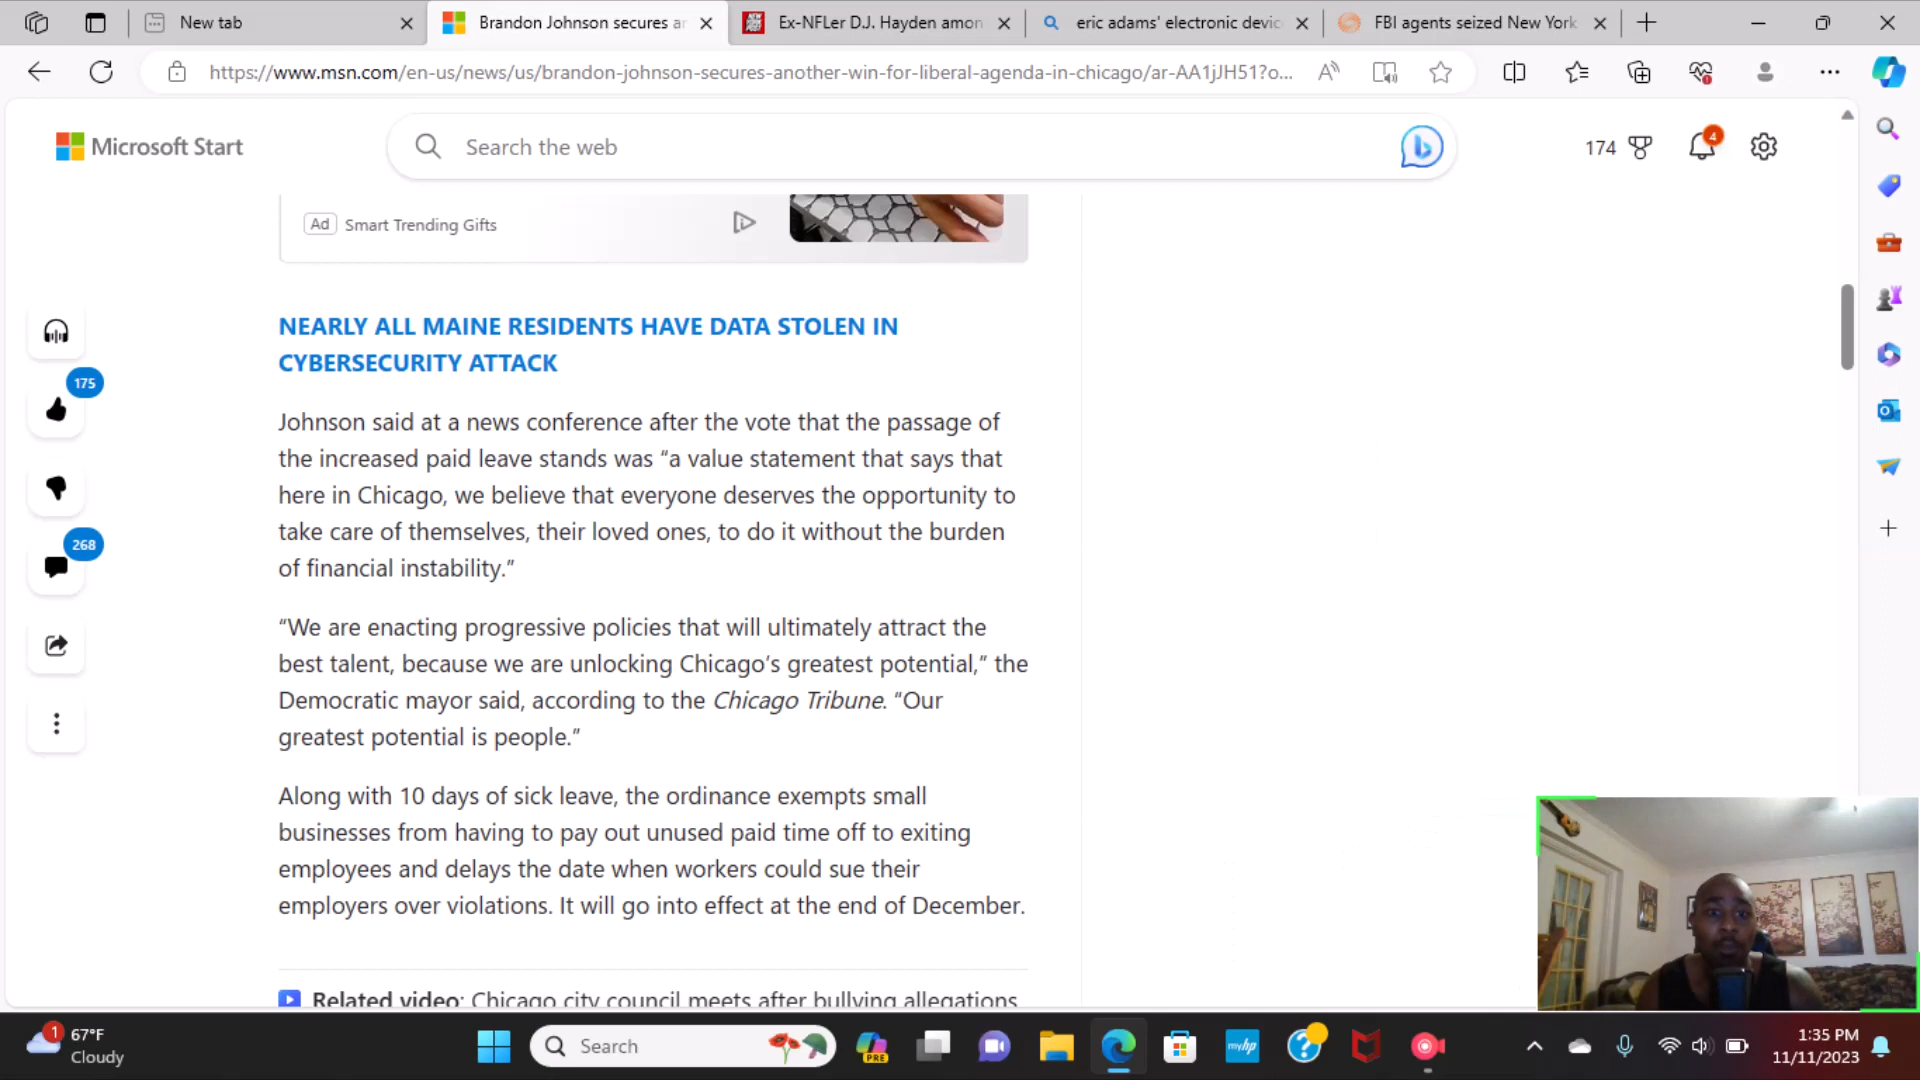 New tab
Brandon Johnson secures ar
Ex-NFLer D.J. Hayden amon
eric adams' electronic devic
FBI agents seized New York
https://www.msn.com/en-us/news/us/brandon-johnson-secures-another-win-for-liberal-agenda-in-chicago/ar-AA1jJH51?o...
Microsoft Start
Search the web
174
4
Ad Smart Trending Gifts
NEARLY ALL MAINE RESIDENTS HAVE DATA STOLEN IN
CYBERSECURITY ATTACK
175
268
Johnson said at a news conference after the vote that the passage of
the increased paid leave stands was “a value statement that says that
here in Chicago, we believe that everyone deserves the opportunity to
take care of themselves, their loved ones, to do it without the burden
of financial instability.”
“We are enacting progressive policies that will ultimately attract the
best talent, because we are unlocking Chicago’s greatest potential,” the
Democratic mayor said, according to the Chicago Tribune. “Our
greatest potential is people.”
Along with 10 days of sick leave, the ordinance exempts small
businesses from having to pay out unused paid time off to exiting
employees and delays the date when workers could sue their
employers over violations. It will go into effect at the end of December.
Related video: Chicago city council meets after bullying allegations
1
67°F
Cloudy
Search
PRE
myhp
1:35 PM
11/11/2023